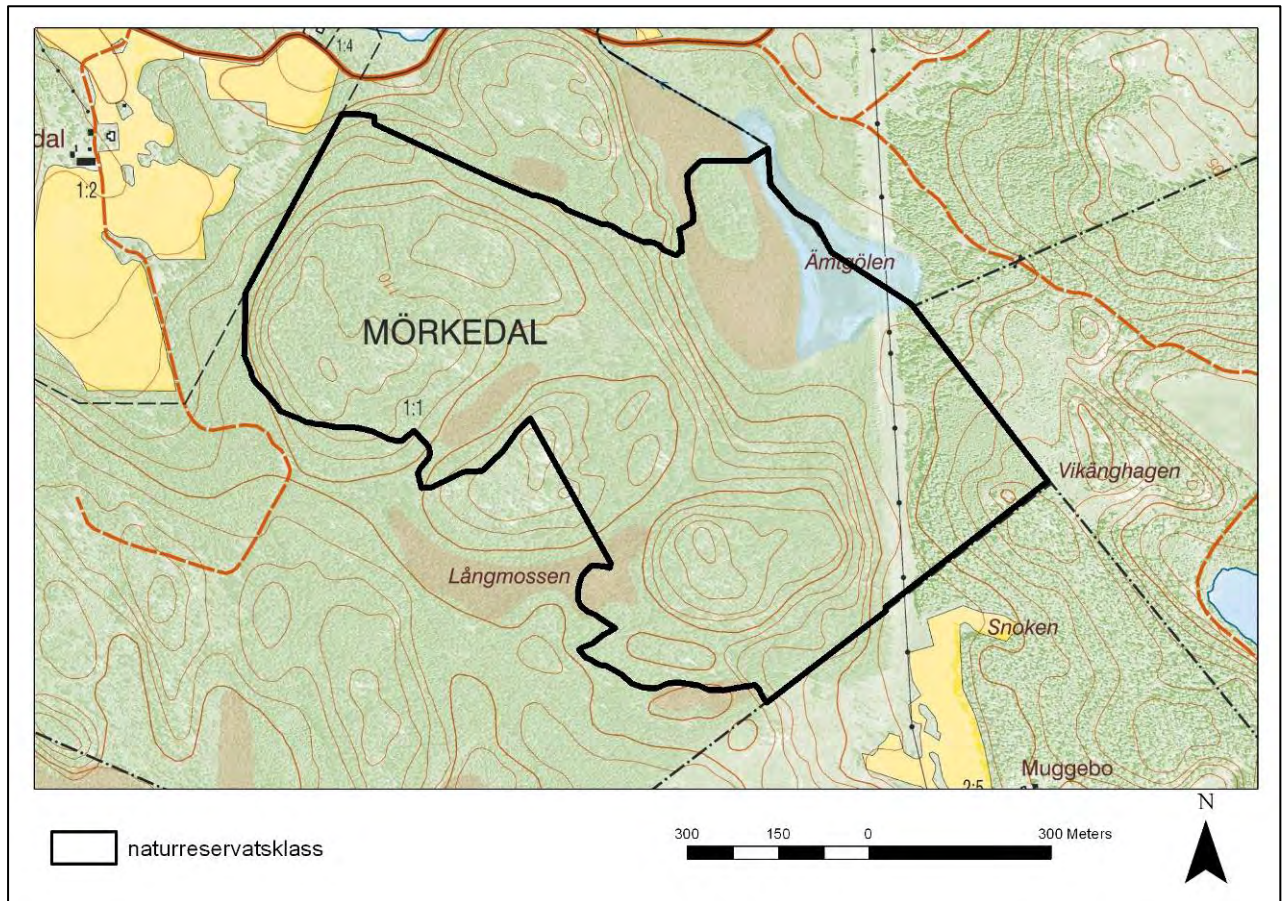 1:4
dal
1:2
Ämtgölen
110
MÖRKEDAL
1:1
Vikänghagen
Långmossen
Snoken
Muggebo
2:5
N
naturreservatsklass
300 150 0 300 Meters